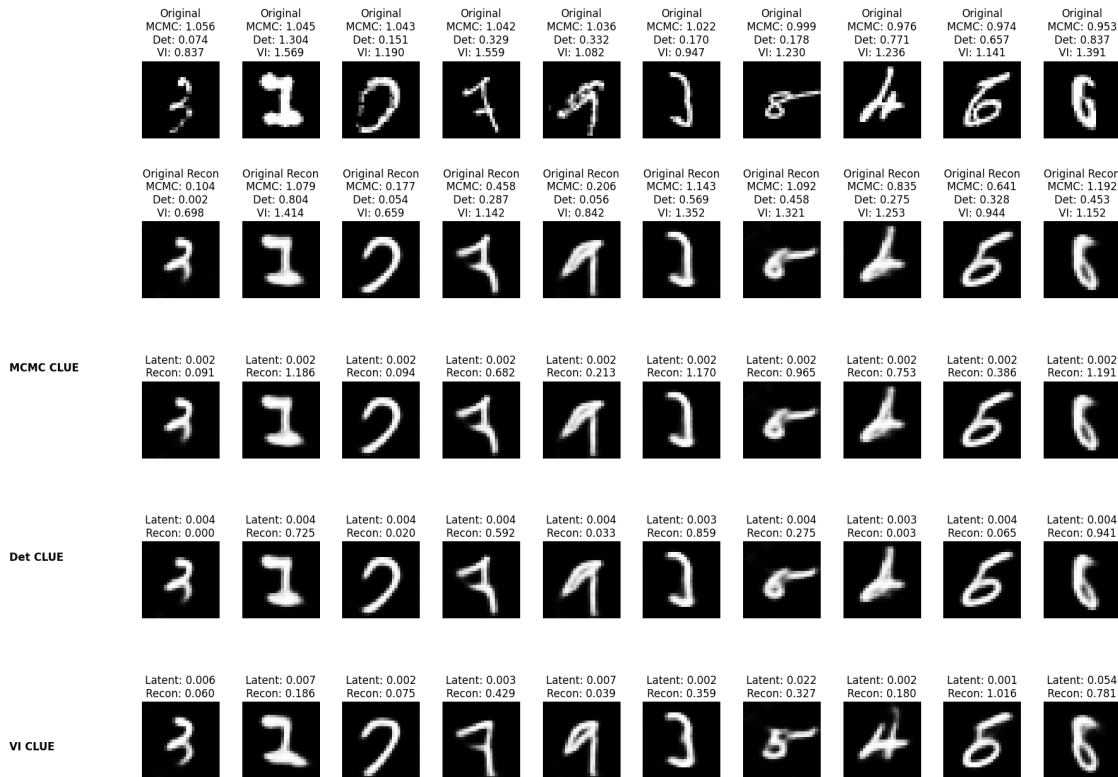 Original Original Original Original Original Original Original Original Original Original
MCMC: 1.056 MCMC: 1.045 MCMC: 1.043 MCMC: 1.042 MCMC: 1.036 MCMC: 1.022 MCMC: 0.999 MCMC: 0.976 MCMC: 0.974 MCMC: 0.953
Det: 0.074 Det: 1.304 Det: 0.151 Det: 0.329 Det: 0.332 Det: 0.170 Det: 0.178 Det: 0.771 Det: 0.657 Det: 0.837
VI: 0.837 VI: 1.569 VI: 1.190 VI: 1.559 VI: 1.082 VI: 0.947 VI: 1.230 VI: 1.236 VI: 1.141 VI: 1.391
Original Recon Original Recon Original Recon Original Recon Original Recon Original Recon Original Recon Original Recon Original Recon Original Recon
MCMC: 0.104 MCMC: 1.079 MCMC: 0.177 MCMC: 0.458 MCMC: 0.206 MCMC: 1.143 MCMC: 1.092 MCMC: 0.835 MCMC: 0.641 MCMC: 1.192
Det: 0.002 Det: 0.804 Det: 0.054 Det: 0.287 Det: 0.056 Det: 0.569 Det: 0.458 Det: 0.275 Det: 0.328 Det: 0.453
VI: 0.698 VI: 1.414 VI: 0.659 VI: 1.142 VI: 0.842 VI: 1.352 VI: 1.321 VI: 1.253 VI: 0.944 VI: 1.152
MCMC CLUE
Latent: 0.002 Latent: 0.002 Latent: 0.002 Latent: 0.002 Latent: 0.002 Latent: 0.002 Latent: 0.002 Latent: 0.002 Latent: 0.002 Latent: 0.002
Recon: 0.091 Recon: 1.186 Recon: 0.094 Recon: 0.682 Recon: 0.213 Recon: 1.170 Recon: 0.965 Recon: 0.753 Recon: 0.386 Recon: 1.191
Det CLUE
Latent: 0.004 Latent: 0.004 Latent: 0.004 Latent: 0.004 Latent: 0.004 Latent: 0.003 Latent: 0.004 Latent: 0.003 Latent: 0.004 Latent: 0.004
Recon: 0.000 Recon: 0.725 Recon: 0.020 Recon: 0.592 Recon: 0.033 Recon: 0.859 Recon: 0.275 Recon: 0.003 Recon: 0.065 Recon: 0.941
VI CLUE
Latent: 0.006 Latent: 0.007 Latent: 0.002 Latent: 0.003 Latent: 0.007 Latent: 0.002 Latent: 0.022 Latent: 0.002 Latent: 0.001 Latent: 0.054
Recon: 0.060 Recon: 0.186 Recon: 0.075 Recon: 0.429 Recon: 0.039 Recon: 0.359 Recon: 0.327 Recon: 0.180 Recon: 1.016 Recon: 0.781